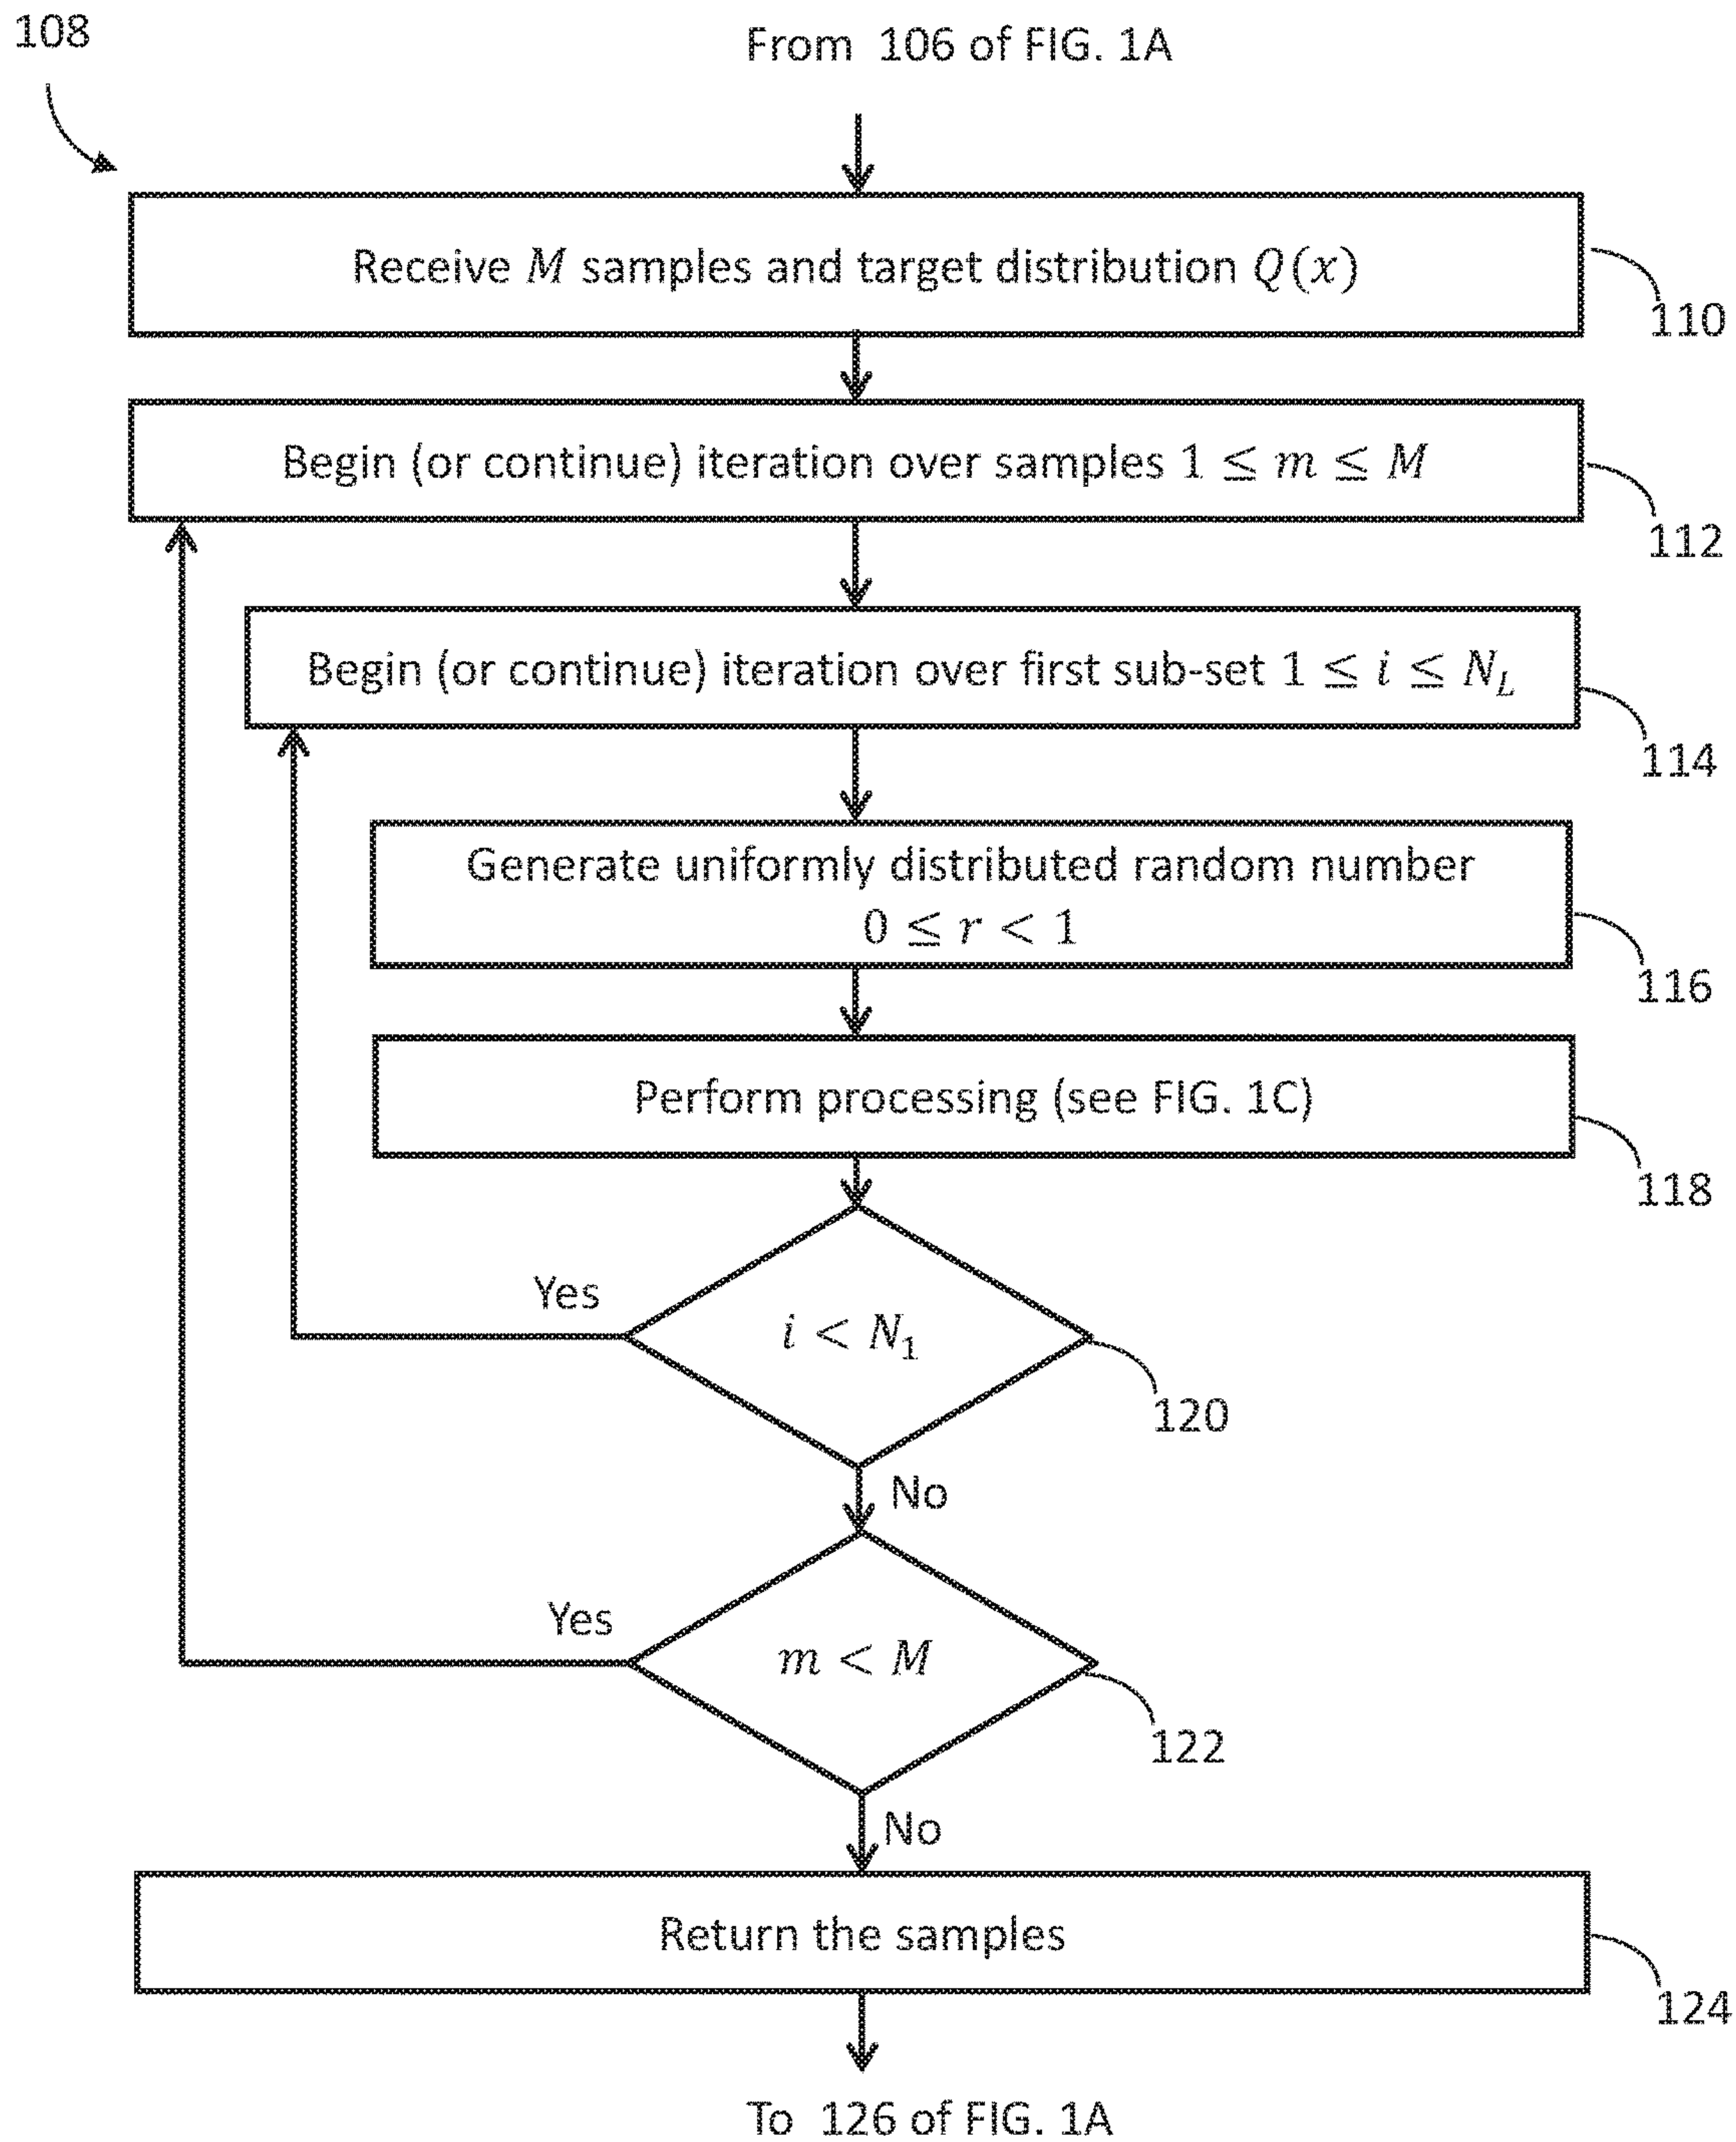 108
From 106 of FIG. 1A
Receive M samples and target distribution Q(x)
110
Begin (or continue) iteration over samples 1 ≤ m ≤ M
112
Begin (or continue) iteration over first sub-set 1 ≤ i ≤ N_L
114
Generate uniformly distributed random number
0 ≤ r < 1
116
Perform processing (see FIG. 1C)
118
Yes
i < N₁
120
No
Yes
m < M
122
No
Return the samples
124
To 126 of FIG. 1A